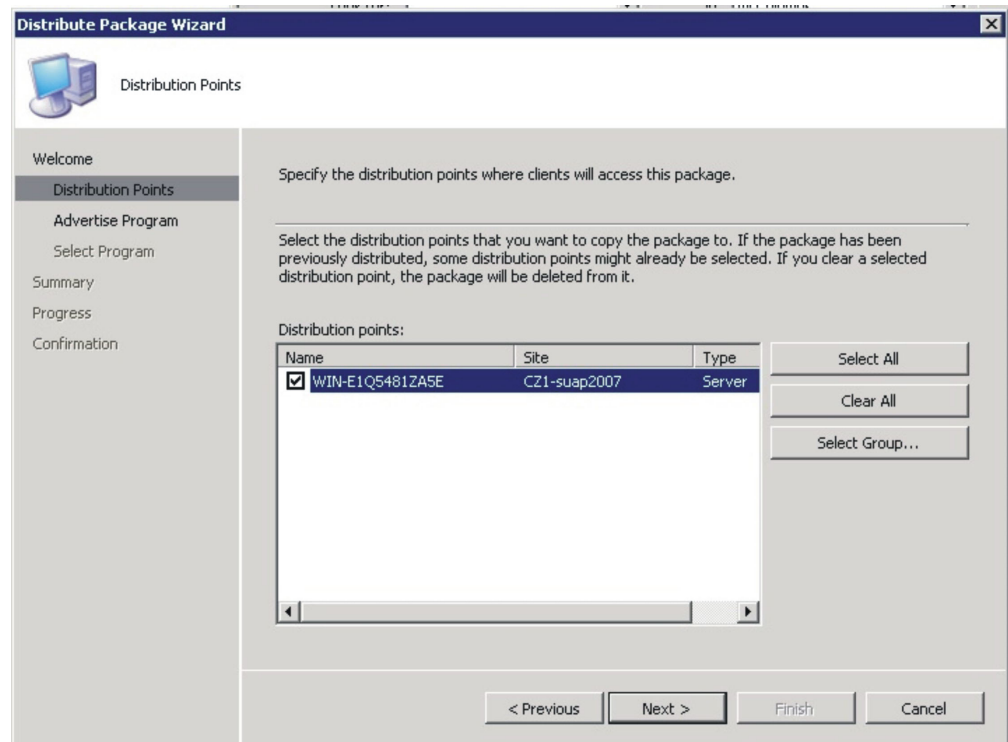 Distribute Package Wizard
Distribution Points
Welcome
Distribution Points
Advertise Program
Select Program
Summary
Progress
Confirmation
Specify the distribution points where clients will access this package.
Select the distribution points that you want to copy the package to. If the package has been
previously distributed, some distribution points might already be selected. If you clear a selected
distribution point, the package will be deleted from it.
Distribution points:
Name Site Type
WIN-E1Q5481ZA5E CZ1-suap2007 Server
Select All
Clear All
Select Group...
< Previous Next > Finish Cancel